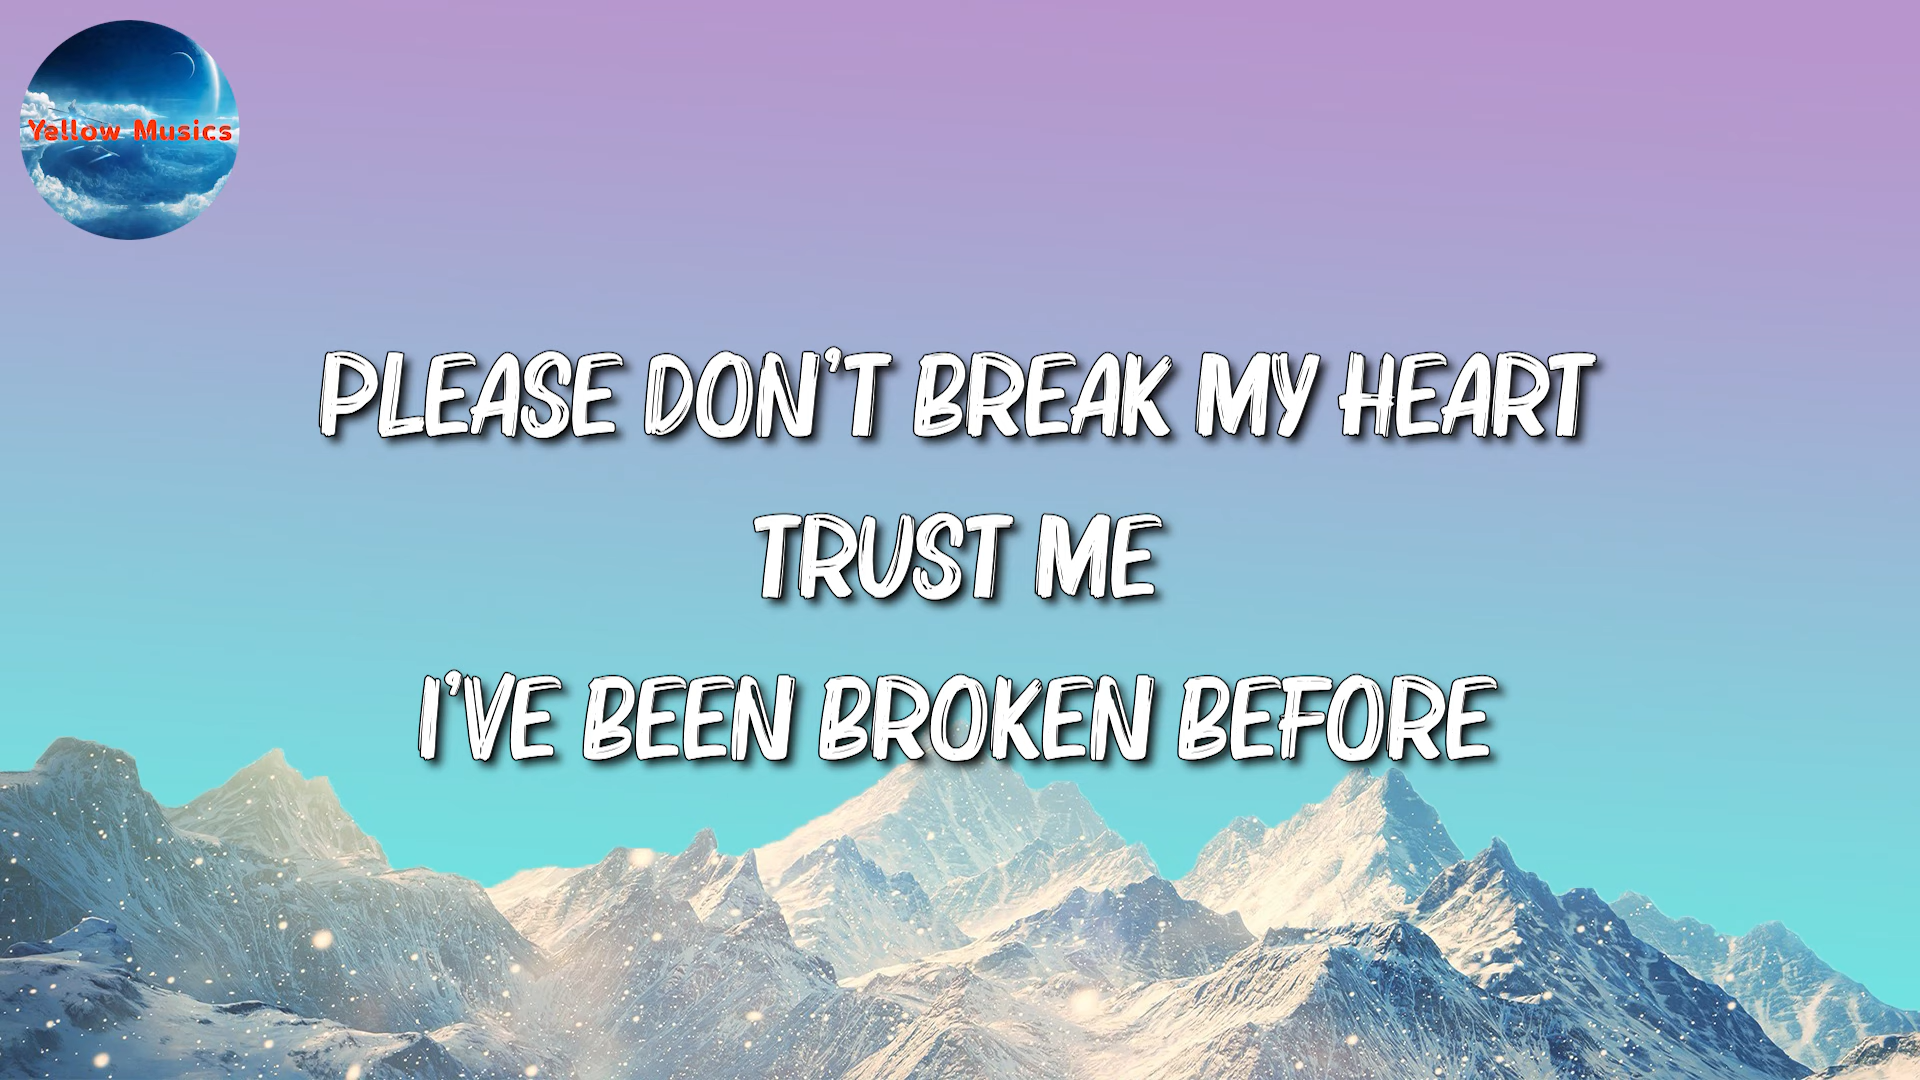 Yellow Musics
PLEASE DON'T BREAK MY HEART
TRUST ME
I'VE BEEN BROKEN BEFORE